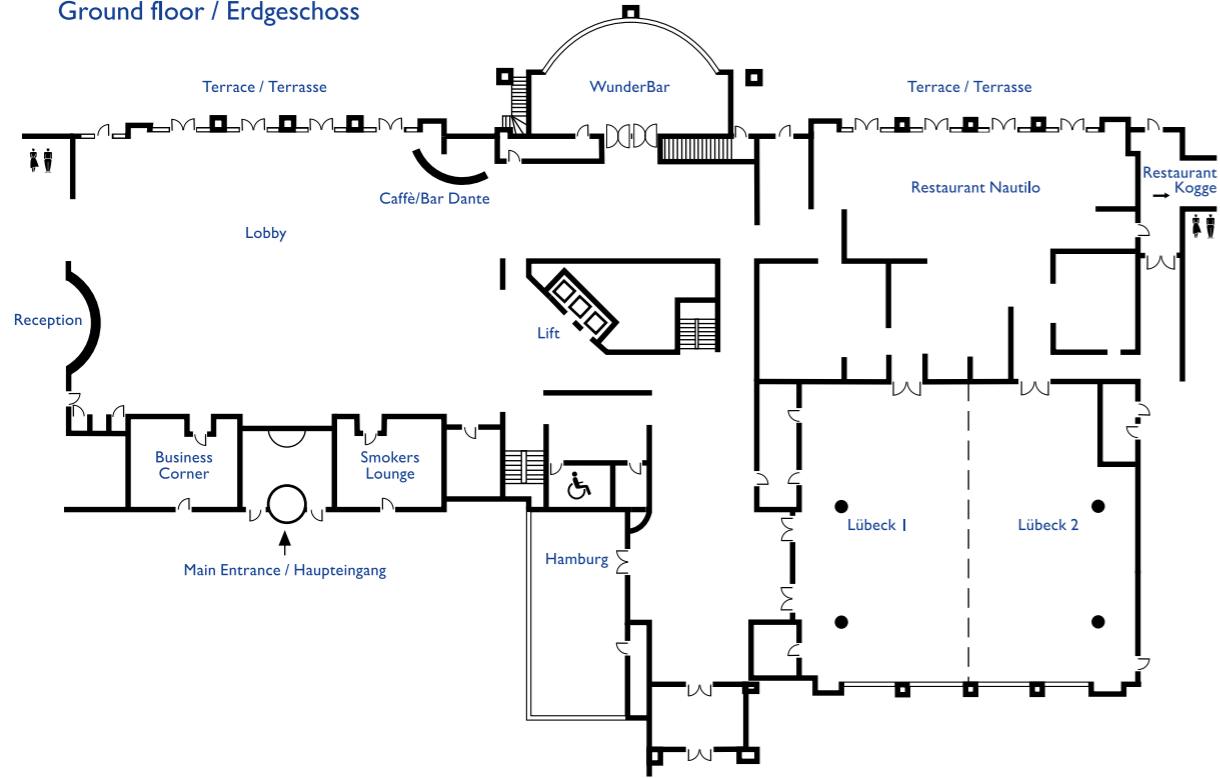 Ground floor / Erdgeschoss
Terrace / Terrasse
WunderBar
Terrace / Terrasse
Caffè/Bar Dante
Restaurant Nautilo
Restaurant
Kogge
Lobby
Reception
Lift
Business
Corner
Smokers
Lounge
Lübeck 1
Lübeck 2
Hamburg
Main Entrance / Haupteingang